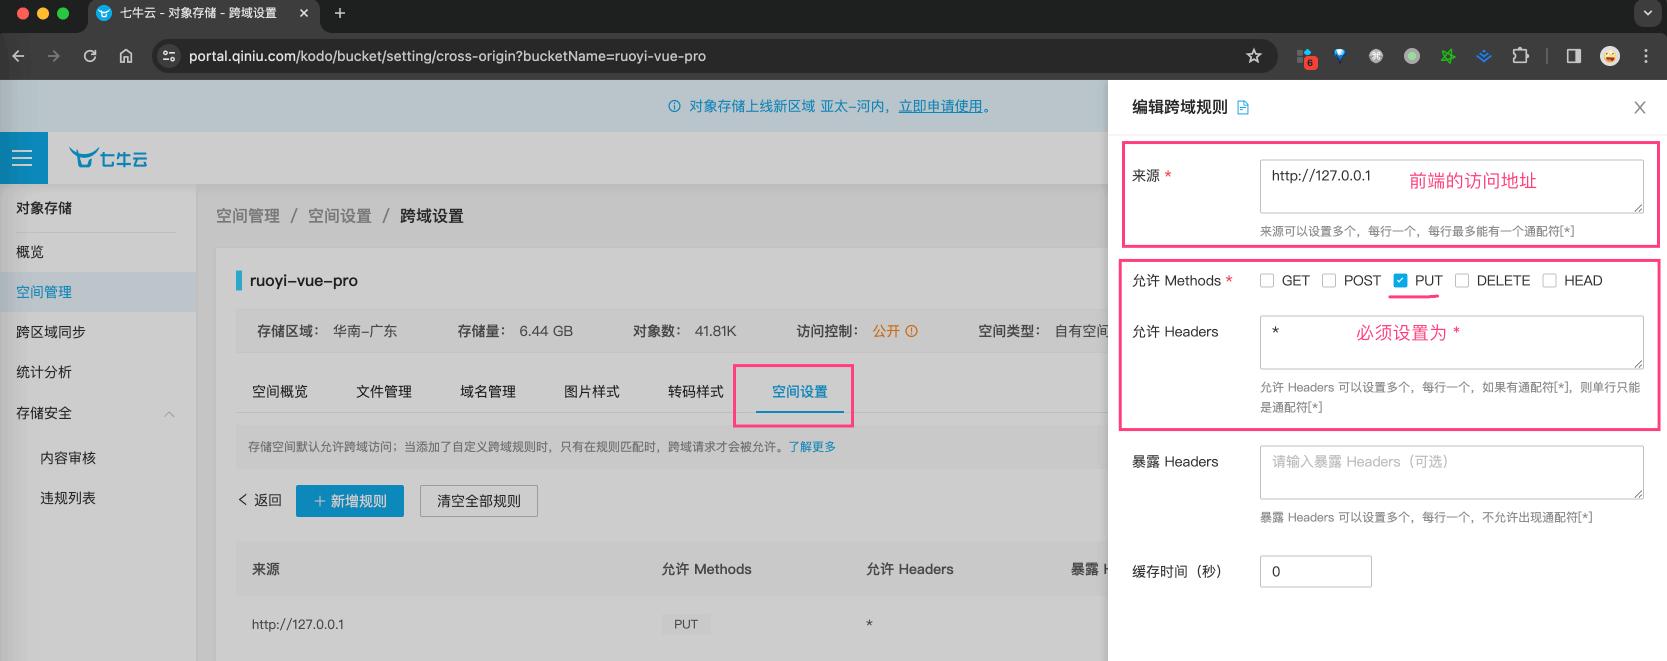 七牛云 - 对象存储 - 跨域设置
portal.qiniu.com/kodo/bucket/setting/cross-origin?bucketName=ruoyi-vue-pro
6
对象存储上线新区域 亚太-河内，立即申请使用。
七牛云
对象存储
概览
空间管理
跨区域同步
统计分析
存储安全
内容审核
违规列表
空间管理 / 空间设置 / 跨域设置
ruoyi-vue-pro
存储区域： 华南-广东 存储量： 6.44 GB 对象数： 41.81K 访问控制： 公开 空间类型： 自有空间
空间概览 文件管理 域名管理 图片样式 转码样式 空间设置
存储空间默认允许跨域访问；当添加了自定义跨域规则时，只有在规则匹配时，跨域请求才会被允许。了解更多
< 返回 + 新增规则 清空全部规则
来源 允许 Methods 允许 Headers 暴露 H
http://127.0.0.1 PUT *
编辑跨域规则
来源 * http://127.0.0.1 前端的访问地址
来源可以设置多个，每行一个，每行最多能有一个通配符[*]
允许 Methods * GET POST PUT DELETE HEAD
允许 Headers * 必须设置为 *
允许 Headers 可以设置多个，每行一个，如果有通配符[*]，则单行只能
是通配符[*]
暴露 Headers 请输入暴露 Headers（可选）
暴露 Headers 可以设置多个，每行一个，不允许出现通配符[*]
缓存时间（秒） 0